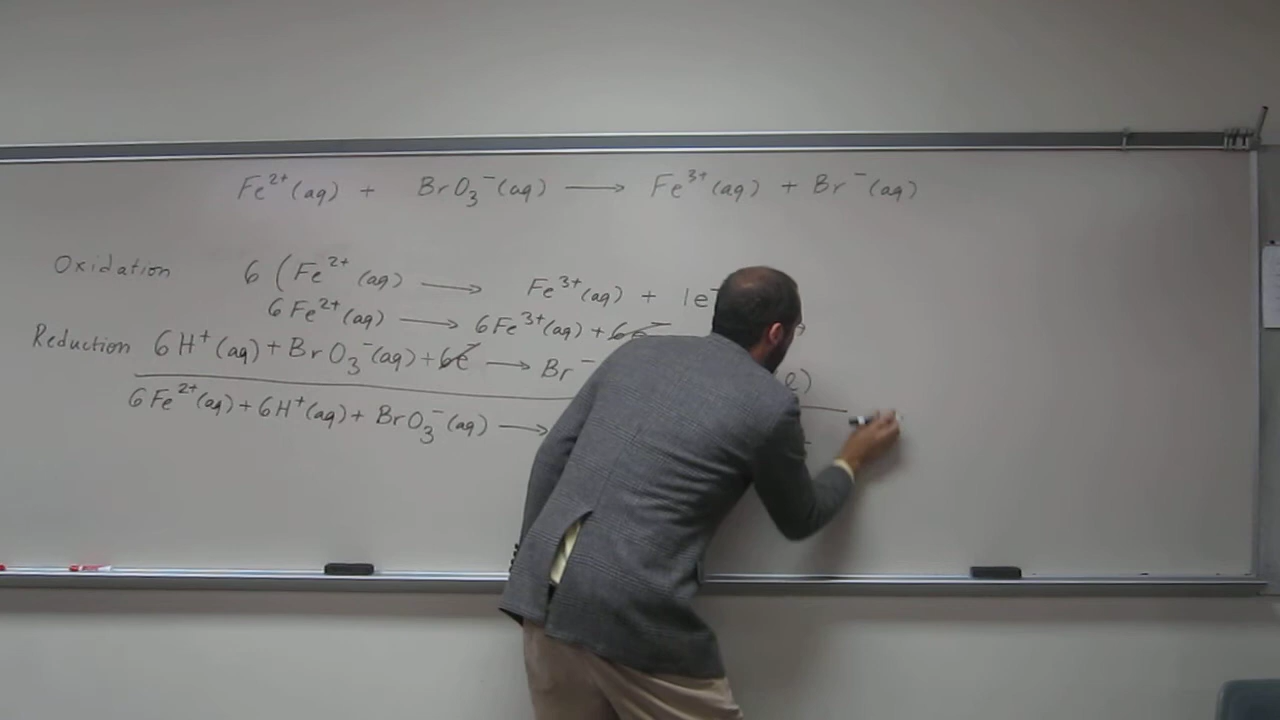 Fe²⁺(aq) + BrO₃⁻(aq) ⟶ Fe³⁺(aq) + Br⁻(aq)
Oxidation 6 (Fe²⁺(aq) ⟶ Fe³⁺(aq) + 1e⁻
6Fe²⁺(aq) ⟶ 6Fe³⁺(aq) + 6e⁻
Reduction 6H⁺(aq) + BrO₃⁻(aq) + 6e⁻ ⟶ Br⁻ l)
6Fe²⁺(aq) + 6H⁺(aq) + BrO₃⁻(aq) ⟶